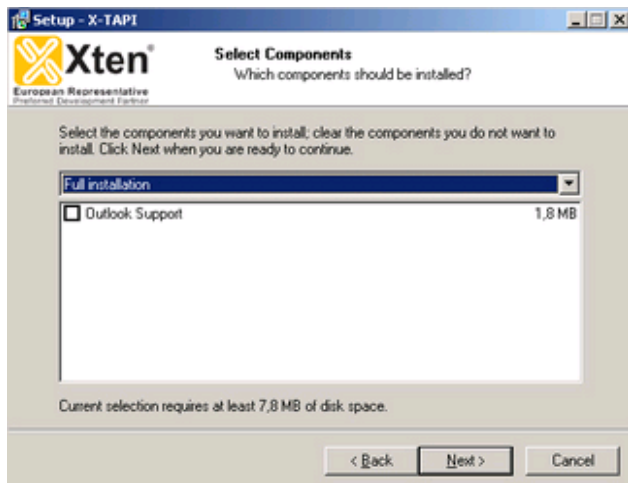 Setup - X-TAPI
Xten®
European Representative
Preferred Development Partner
Select Components
Which components should be installed?
Select the components you want to install; clear the components you do not want to
install. Click Next when you are ready to continue.
Full installation
Outlook Support 1,8 MB
Current selection requires at least 7,8 MB of disk space.
< Back Next > Cancel